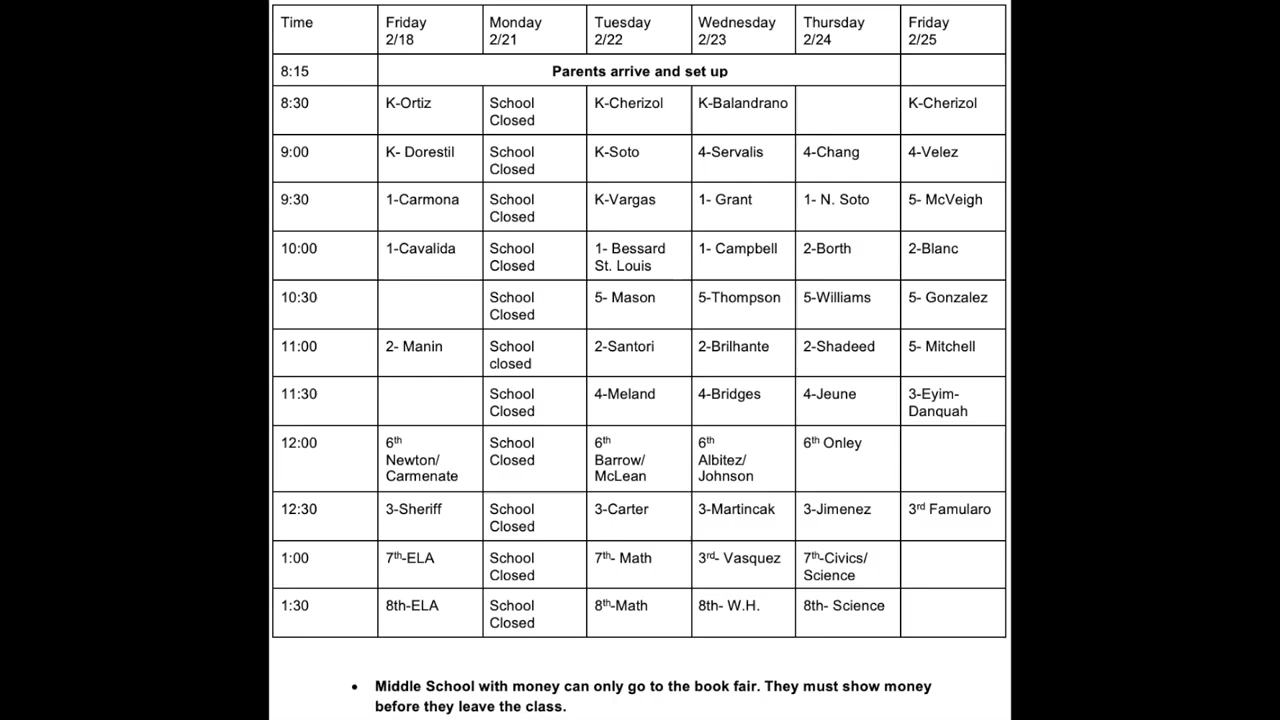 Time Friday Monday Tuesday Wednesday Thursday Friday
2/18 2/21 2/22 2/23 2/24 2/25
8:15 Parents arrive and set up
8:30 K-Ortiz School K-Cherizol K-Balandrano K-Cherizol
Closed
9:00 K- Dorestil School K-Soto 4-Servalis 4-Chang 4-Velez
Closed
9:30 1-Carmona School K-Vargas 1- Grant 1- N. Soto 5- McVeigh
Closed
10:00 1-Cavalida School 1- Bessard 1- Campbell 2-Borth 2-Blanc
Closed St. Louis
10:30 School 5- Mason 5-Thompson 5-Williams 5- Gonzalez
Closed
11:00 2- Manin School 2-Santori 2-Brilhante 2-Shadeed 5- Mitchell
closed
11:30 School 4-Meland 4-Bridges 4-Jeune 3-Eyim-
Closed Danquah
12:00 6th School 6th 6th 6th Onley
Newton/ Closed Barrow/ Albitez/
Carmenate McLean Johnson
12:30 3-Sheriff School 3-Carter 3-Martincak 3-Jimenez 3rd Famularo
Closed
1:00 7th-ELA School 7th- Math 3rd- Vasquez 7th-Civics/
Closed Science
1:30 8th-ELA School 8th-Math 8th- W.H. 8th- Science
Closed
• Middle School with money can only go to the book fair. They must show money
before they leave the class.